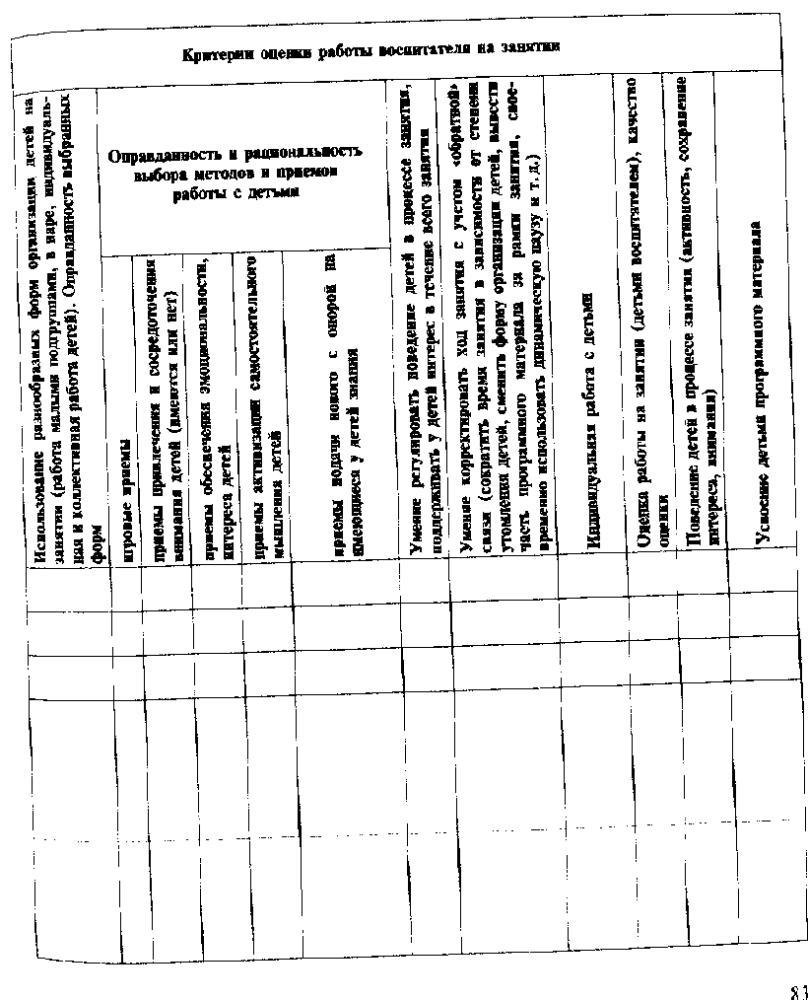 Критерии оценки работы воспитателя на занятии
Использование разнообразных форм организации детей на
занятии (работа малыми подгруппами, в паре, индивидуаль-
ная и коллективная работа детей). Оправданность выбранных
форм
Оправданность и рациональность
выбора методов и приемов
работы с детьми
игровые приемы
приемы привлечения и сосредоточения
внимания детей (имеются или нет)
приемы обеспечения эмоциональности,
интереса детей
приемы активизации самостоятельного
мышления детей
приемы подачи нового с опорой на
имеющиеся у детей знания
Умение регулировать поведение детей в процессе занятия,
поддерживать у детей интерес в течение всего занятия
Умение корректировать ход занятия с учетом «обратной»
связи (сократить время занятия в зависимости от степени
утомления детей, сменить форму организации детей, вывести
часть программного материала за рамки занятия, свое-
временно использовать динамическую паузу и т. д.)
Индивидуальная работа с детьми
Оценка работы на занятии (детьми воспитателем), качество
оценки
Поведение детей в процессе занятия (активность, сохранение
интереса, внимания)
Усвоение детьми программного материала
83